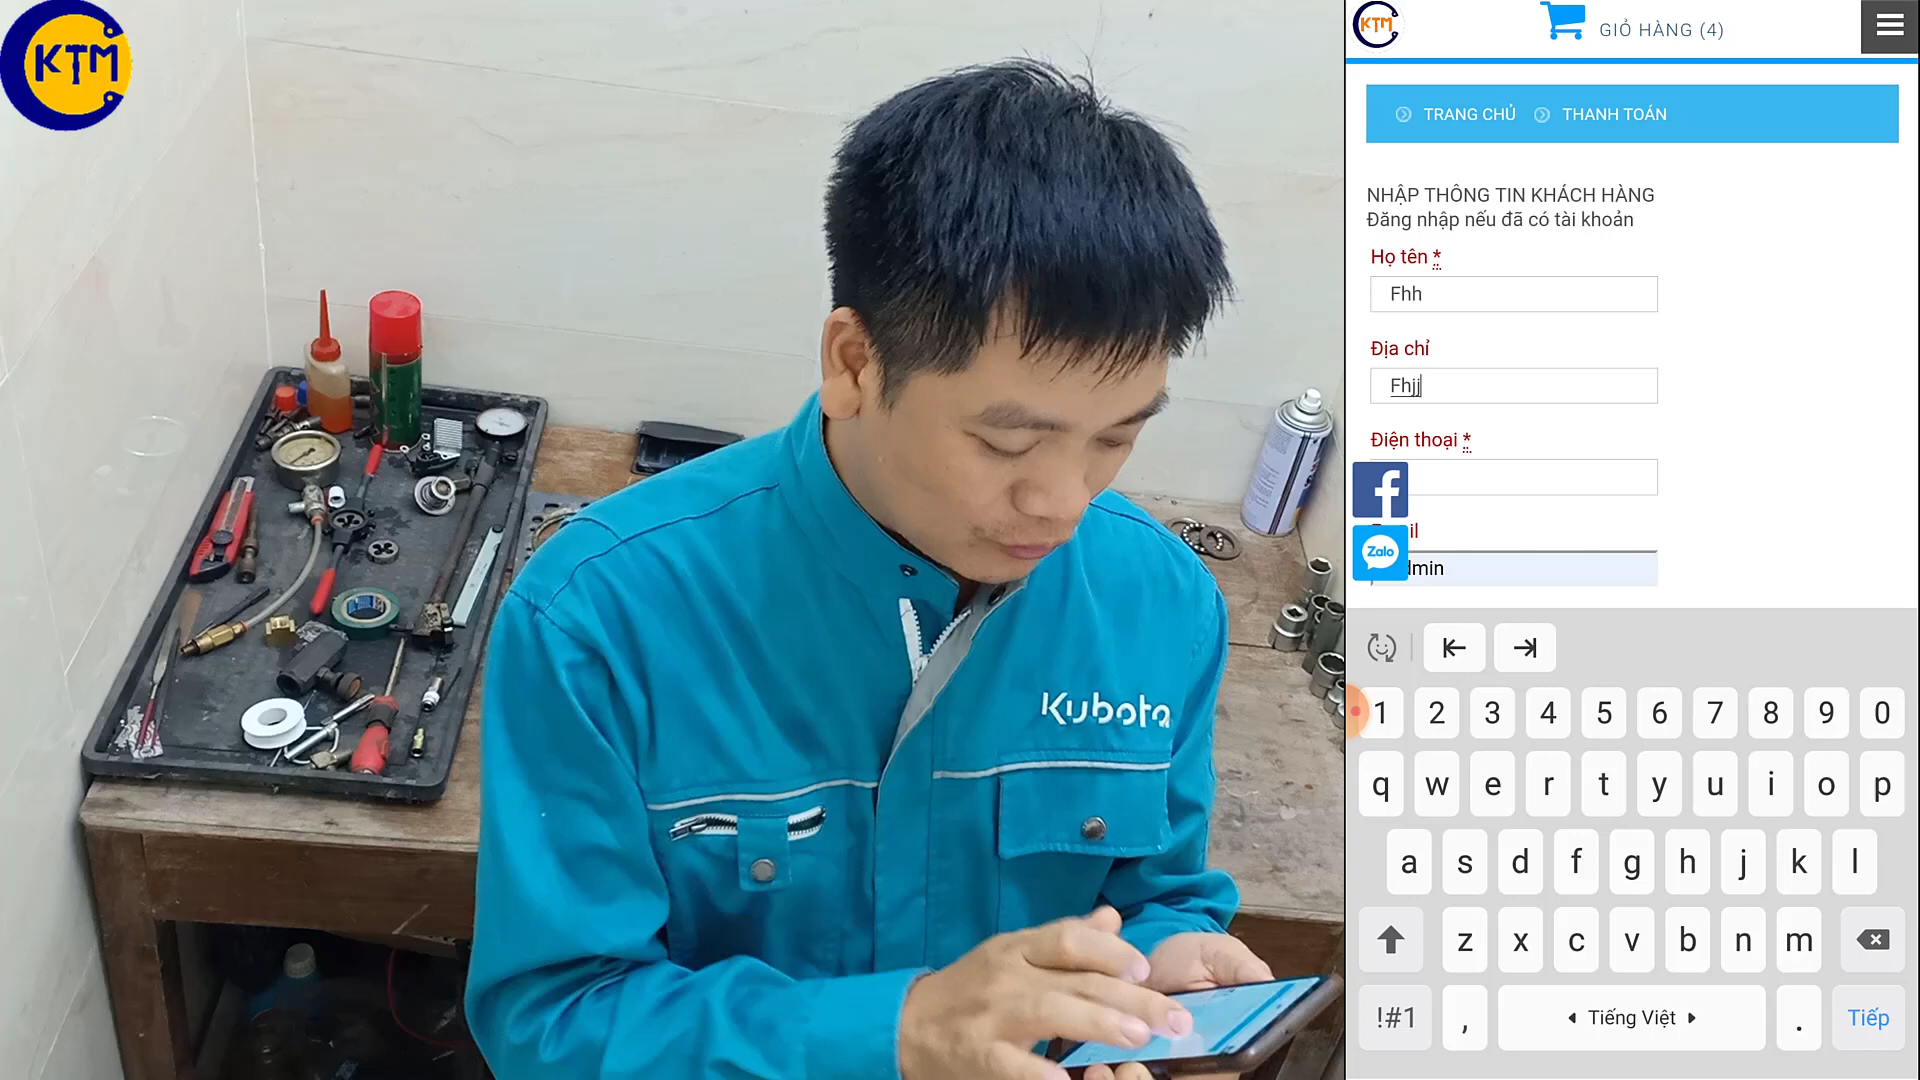 KTM
KTM
GIỎ HÀNG (4)
TRANG CHỦ
THANH TOÁN
NHẬP THÔNG TIN KHÁCH HÀNG
Đăng nhập nếu đã có tài khoản
Họ tên *
Fhh
Địa chỉ
Fhjj
Điện thoại *
Zalo
Kubota
1 2 3 4 5 6 7 8 9 0
q w e r t y u i o p
a s d f g h j k l
z x c v b n m
!#1 , Tiếng Việt . Tiếp